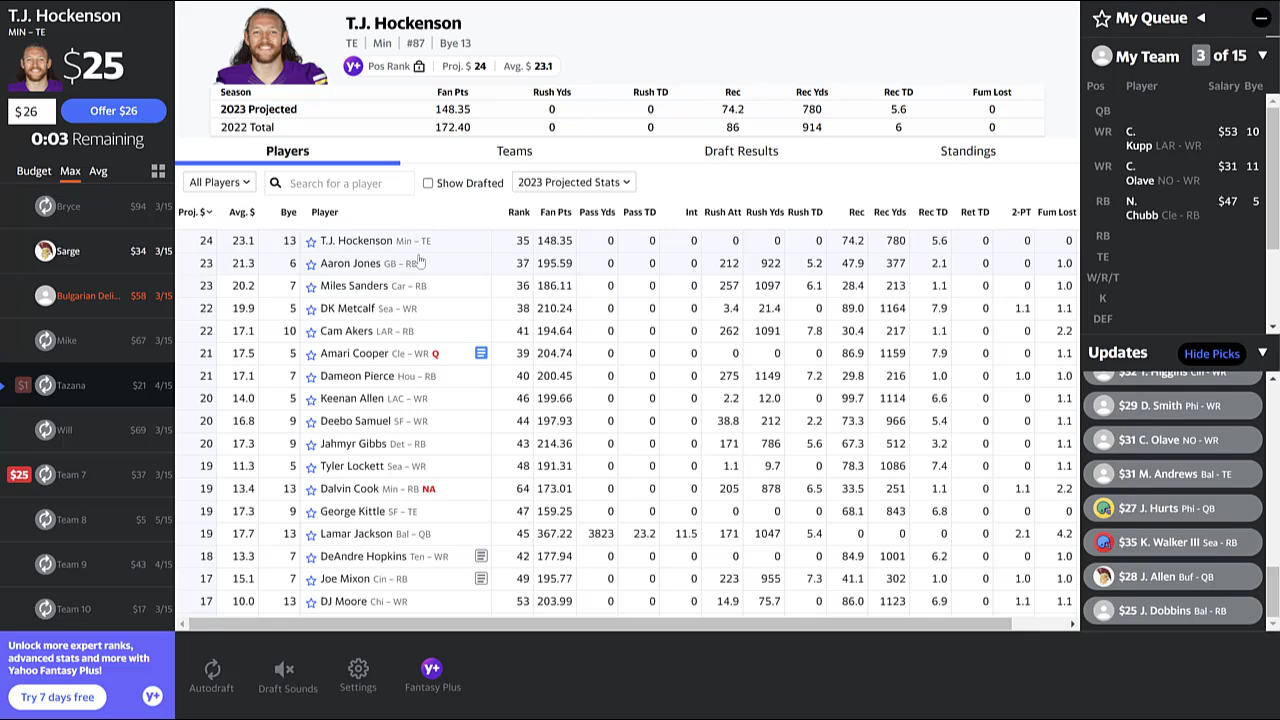 T.J. Hockenson
MIN – TE
$25
$ 26
Offer $26
0:03 Remaining
Budget Max Avg
Bryce $94 3/15
Sarge $34 3/15
Bulgarian Deli... $58 3/15
Mike $67 3/15
$1 Tazana $21 4/15
Will $69 3/15
$25 Team 7 $37 3/15
Team 8 $5 5/15
Team 9 $43 4/15
Team 10 $17 3/15
Unlock more expert ranks,
advanced stats and more with
Yahoo Fantasy Plus!
Try 7 days free
y+
T.J. Hockenson
TE | Min | #87 | Bye 13
y+ Pos Rank | Proj. $ 24 | Avg. $ 23.1
Season Fan Pts Rush Yds Rush TD Rec Rec Yds Rec TD Fum Lost
2023 Projected 148.35 0 0 74.2 780 5.6 0
2022 Total 172.40 0 0 86 914 6 0
Players Teams Draft Results Standings
All Players Search for a player Show Drafted 2023 Projected Stats
Proj. $ Avg. $ Bye Player Rank Fan Pts Pass Yds Pass TD Int Rush Att Rush Yds Rush TD Rec Rec Yds Rec TD Ret TD 2-PT Fum Lost
24 23.1 13 T.J. Hockenson Min – TE 35 148.35 0 0 0 0 0 0 74.2 780 5.6 0 0 0
23 21.3 6 Aaron Jones GB – RB 37 195.59 0 0 0 212 922 5.2 47.9 377 2.1 0 0 1.0
23 20.2 7 Miles Sanders Car – RB 36 186.11 0 0 0 257 1097 6.1 28.4 213 1.1 0 0 1.0
22 19.9 5 DK Metcalf Sea – WR 38 210.24 0 0 0 3.4 21.4 0 89.0 1164 7.9 0 1.1 1.1
22 17.1 10 Cam Akers LAR – RB 41 194.64 0 0 0 262 1091 7.8 30.4 217 1.1 0 0 2.2
21 17.5 5 Amari Cooper Cle – WR Q 39 204.74 0 0 0 0 0 0 86.9 1159 7.9 0 0 1.1
21 17.1 7 Dameon Pierce Hou – RB 40 200.45 0 0 0 275 1149 7.2 29.8 216 1.0 0 1.0 1.0
20 14.0 5 Keenan Allen LAC – WR 46 199.66 0 0 0 2.2 12.0 0 99.7 1114 6.6 0 0 1.1
20 16.8 9 Deebo Samuel SF – WR 44 197.93 0 0 0 38.8 212 2.2 73.3 966 5.4 0 0 1.1
20 17.3 9 Jahmyr Gibbs Det – RB 43 214.36 0 0 0 171 786 5.6 67.3 512 3.2 0 0 1.1
19 11.3 5 Tyler Lockett Sea – WR 48 191.31 0 0 0 1.1 9.7 0 78.3 1086 7.4 0 0 1.1
19 13.4 13 Dalvin Cook Min – RB NA 64 173.01 0 0 0 205 878 6.5 33.5 251 1.1 0 1.1 2.2
19 17.3 9 George Kittle SF – TE 47 159.25 0 0 0 0 0 0 68.1 843 6.8 0 0 0
19 17.7 13 Lamar Jackson Bal – QB 45 367.22 3823 23.2 11.5 171 1047 5.4 0 0 0 0 2.1 4.2
18 13.3 7 DeAndre Hopkins Ten – WR 42 177.94 0 0 0 0 0 0 84.9 1001 6.2 0 0 1.0
17 15.1 7 Joe Mixon Cin – RB 49 195.77 0 0 0 223 955 7.3 41.1 302 1.0 0 1.0 1.0
17 10.0 13 DJ Moore Chi – WR 53 203.99 0 0 0 14.9 75.7 0 86.0 1123 6.9 0 1.1 1.1
Autodraft Draft Sounds Settings Fantasy Plus
My Queue
My Team 3 of 15
Pos Player Salary Bye
QB
WR C. Kupp LAR - WR $53 10
WR C. Olave NO - WR $31 11
RB N. Chubb Cle - RB $47 5
RB
TE
W/R/T
K
DEF
Updates Hide Picks
$32 T. Higgins Cin - WR
$29 D. Smith Phi - WR
$31 C. Olave NO - WR
$31 M. Andrews Bal - TE
$27 J. Hurts Phi - QB
$35 K. Walker III Sea - RB
$28 J. Allen Buf - QB
$25 J. Dobbins Bal - RB